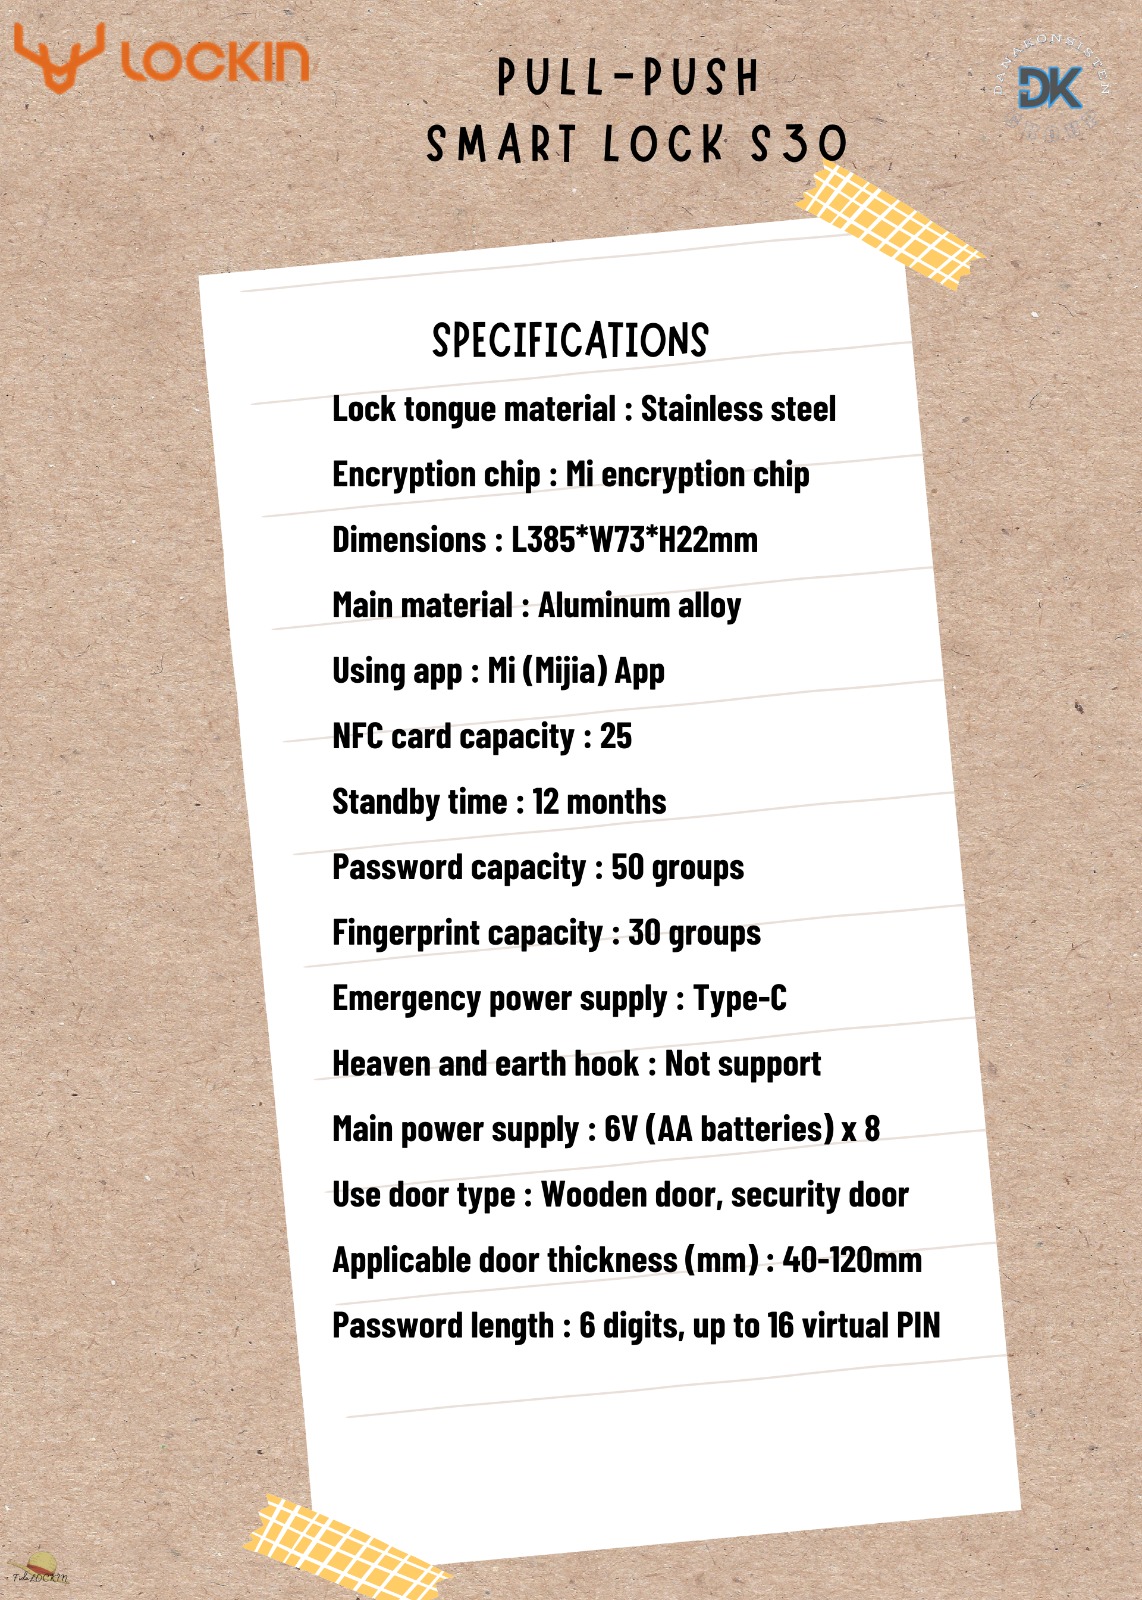 LOCKIN
PULL-PUSH
SMART LOCK S30
DANAKONSISTEN
DK
SPECIFICATIONS
Lock tongue material : Stainless steel
Encryption chip : Mi encryption chip
Dimensions : L385*W73*H22mm
Main material : Aluminum alloy
Using app : Mi (Mijia) App
NFC card capacity : 25
Standby time : 12 months
Password capacity : 50 groups
Fingerprint capacity : 30 groups
Emergency power supply : Type-C
Heaven and earth hook : Not support
Main power supply : 6V (AA batteries) x 8
Use door type : Wooden door, security door
Applicable door thickness (mm) : 40-120mm
Password length : 6 digits, up to 16 virtual PIN
LOCKIN